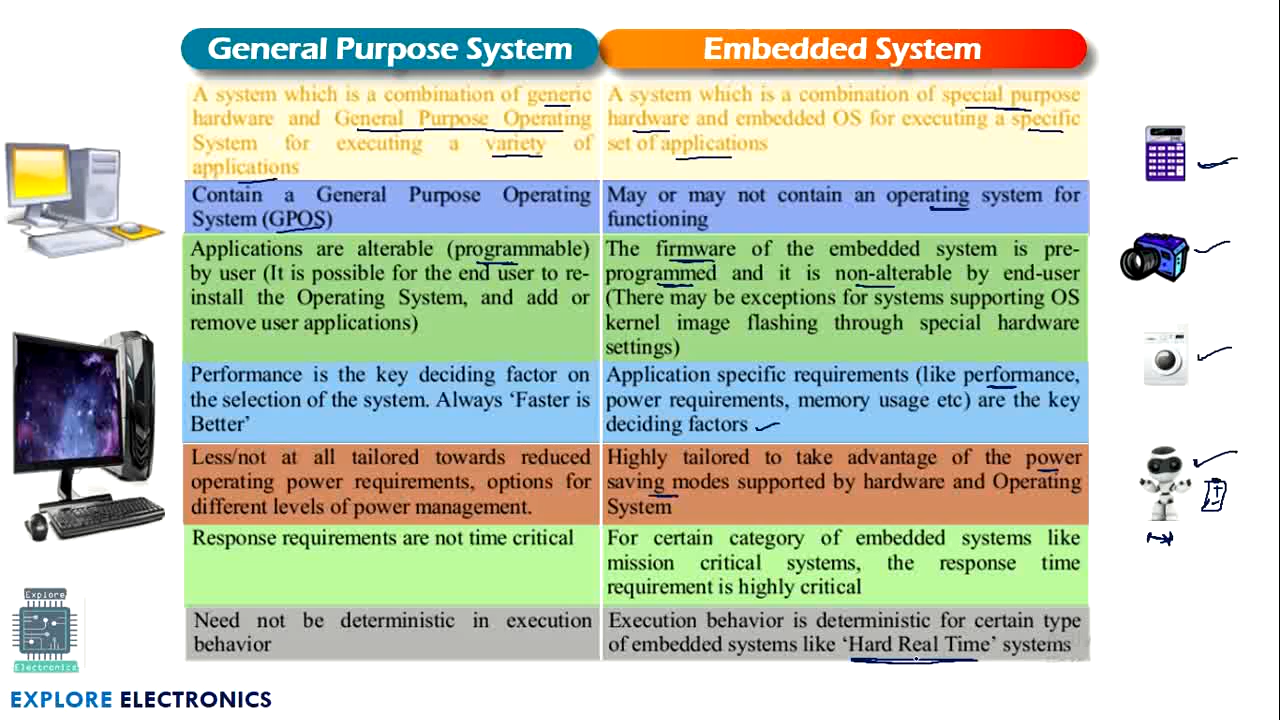 General Purpose System
Embedded System
A system which is a combination of generic
hardware and General Purpose Operating
System for executing a variety of
applications
A system which is a combination of special purpose
hardware and embedded OS for executing a specific
set of applications
Contain a General Purpose Operating
System (GPOS)
May or may not contain an operating system for
functioning
Applications are alterable (programmable)
by user (It is possible for the end user to re-
install the Operating System, and add or
remove user applications)
The firmware of the embedded system is pre-
programmed and it is non-alterable by end-user
(There may be exceptions for systems supporting OS
kernel image flashing through special hardware
settings)
Performance is the key deciding factor on
the selection of the system. Always ‘Faster is
Better’
Application specific requirements (like performance,
power requirements, memory usage etc) are the key
deciding factors
Less/not at all tailored towards reduced
operating power requirements, options for
different levels of power management.
Highly tailored to take advantage of the power
saving modes supported by hardware and Operating
System
Response requirements are not time critical
For certain category of embedded systems like
mission critical systems, the response time
requirement is highly critical
Need not be deterministic in execution
behavior
Execution behavior is deterministic for certain type
of embedded systems like ‘Hard Real Time’ systems
Explore
Electronics
EXPLORE ELECTRONICS